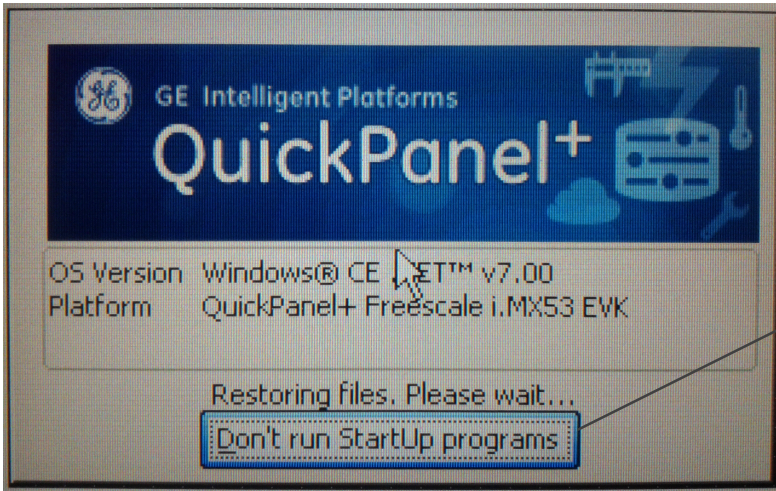 GE Intelligent Platforms
QuickPanel+
OS Version Windows® CE .NET™ v7.00
Platform QuickPanel+ Freescale i.MX53 EVK
Restoring files. Please wait...
Don't run StartUp programs